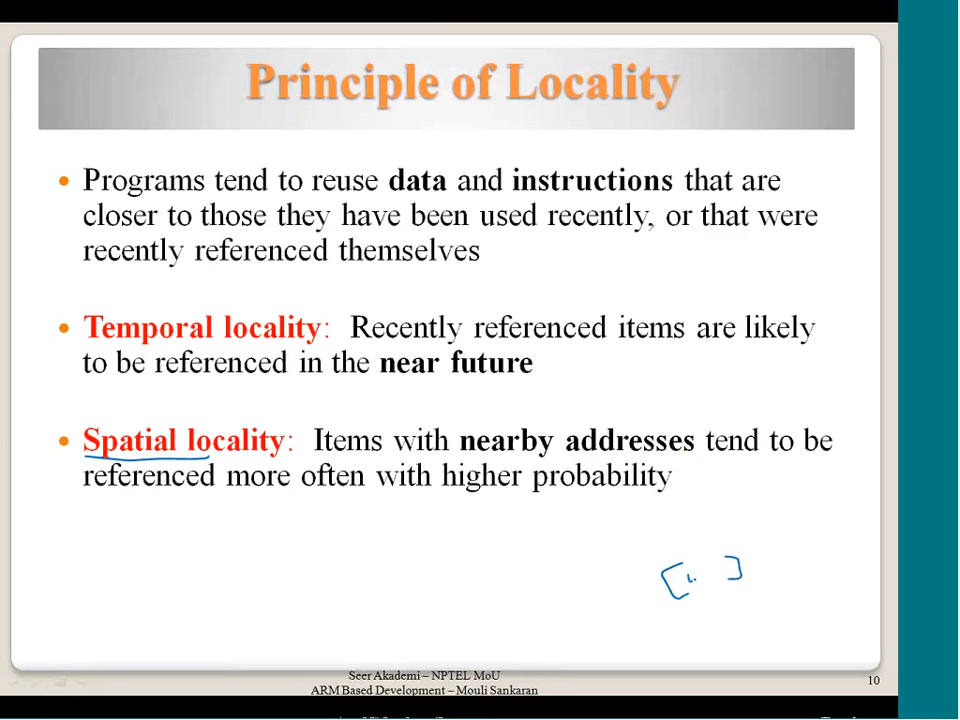 Principle of Locality
• Programs tend to reuse data and instructions that are
closer to those they have been used recently, or that were
recently referenced themselves
• Temporal locality: Recently referenced items are likely
to be referenced in the near future
• Spatial locality: Items with nearby addresses tend to be
referenced more often with higher probability
Seer Akademi – NPTEL MoU
ARM Based Development – Mouli Sankaran
10